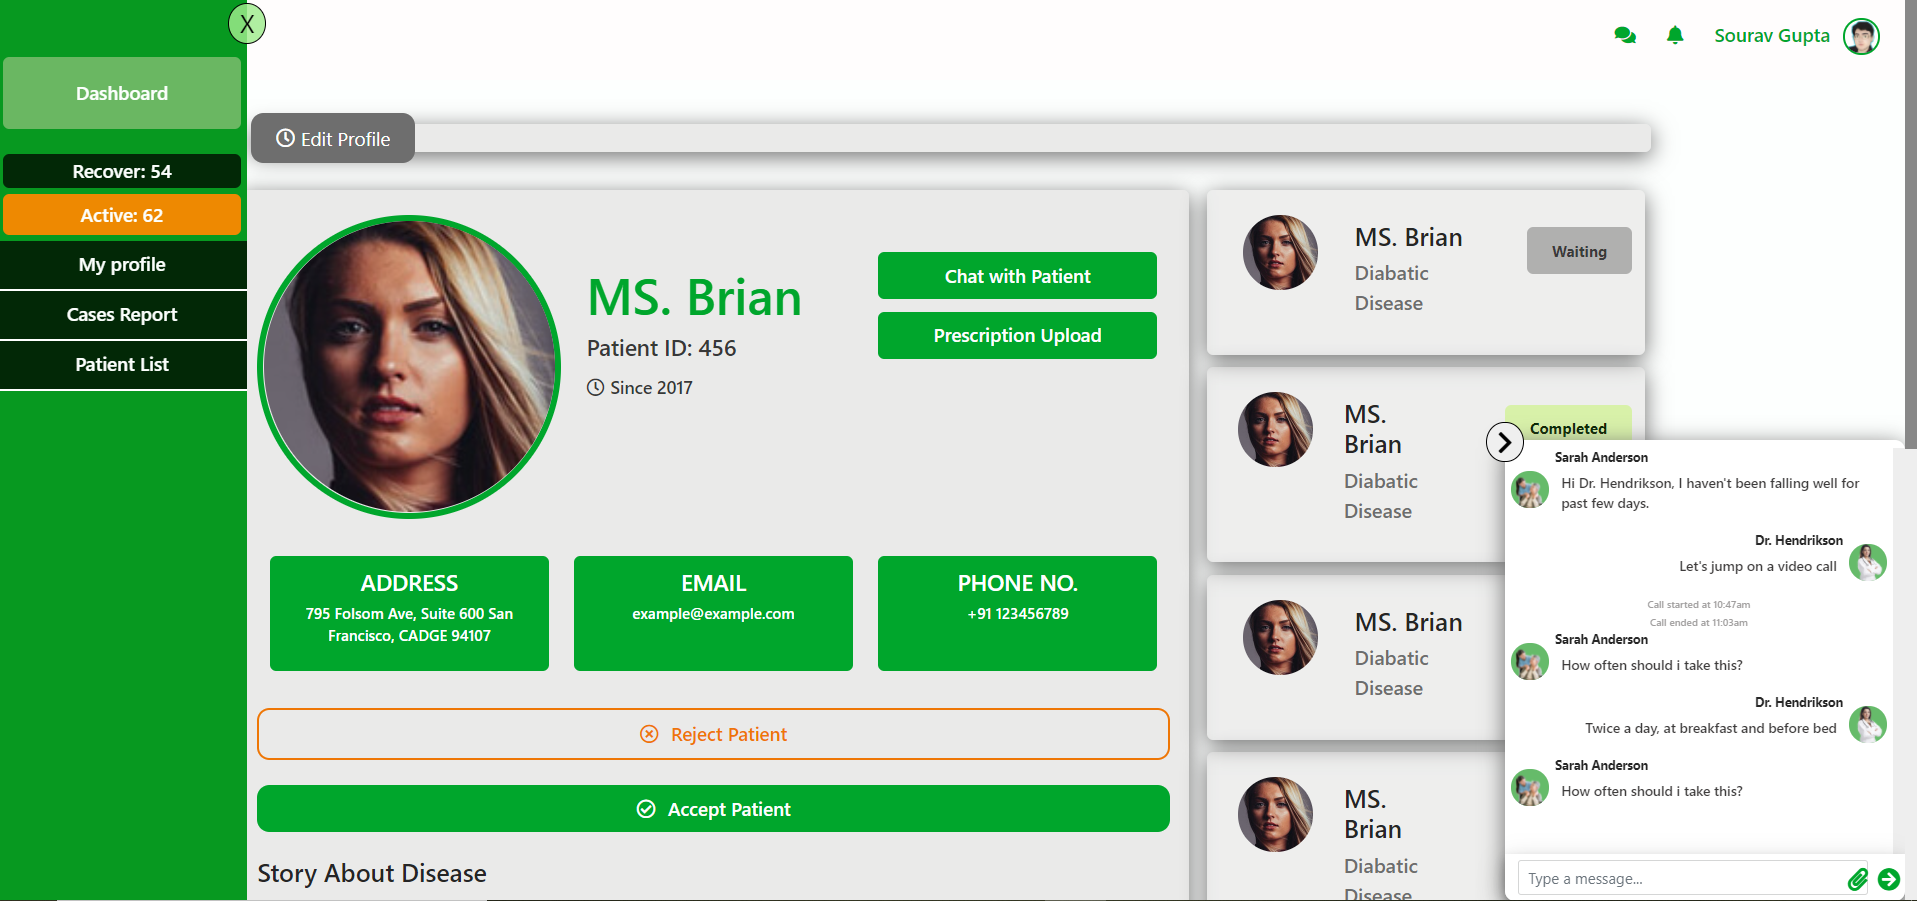 X
Sourav Gupta
Dashboard
Recover: 54
Active: 62
My profile
Cases Report
Patient List
Edit Profile
MS. Brian
Patient ID: 456
Since 2017
Chat with Patient
Prescription Upload
ADDRESS
795 Folsom Ave, Suite 600 San
Francisco, CADGE 94107
EMAIL
example@example.com
PHONE NO.
+91 123456789
Reject Patient
Accept Patient
Story About Disease
MS. Brian
Diabatic
Disease
Waiting
MS.
Brian
Diabatic
Disease
Completed
MS. Brian
Diabatic
Disease
MS.
Brian
Diabatic
Disease
Sarah Anderson
Hi Dr. Hendrikson, I haven't been falling well for
past few days.
Dr. Hendrikson
Let's jump on a video call
Call started at 10:47am
Call ended at 11:03am
Sarah Anderson
How often should i take this?
Dr. Hendrikson
Twice a day, at breakfast and before bed
Sarah Anderson
How often should i take this?
Type a message...